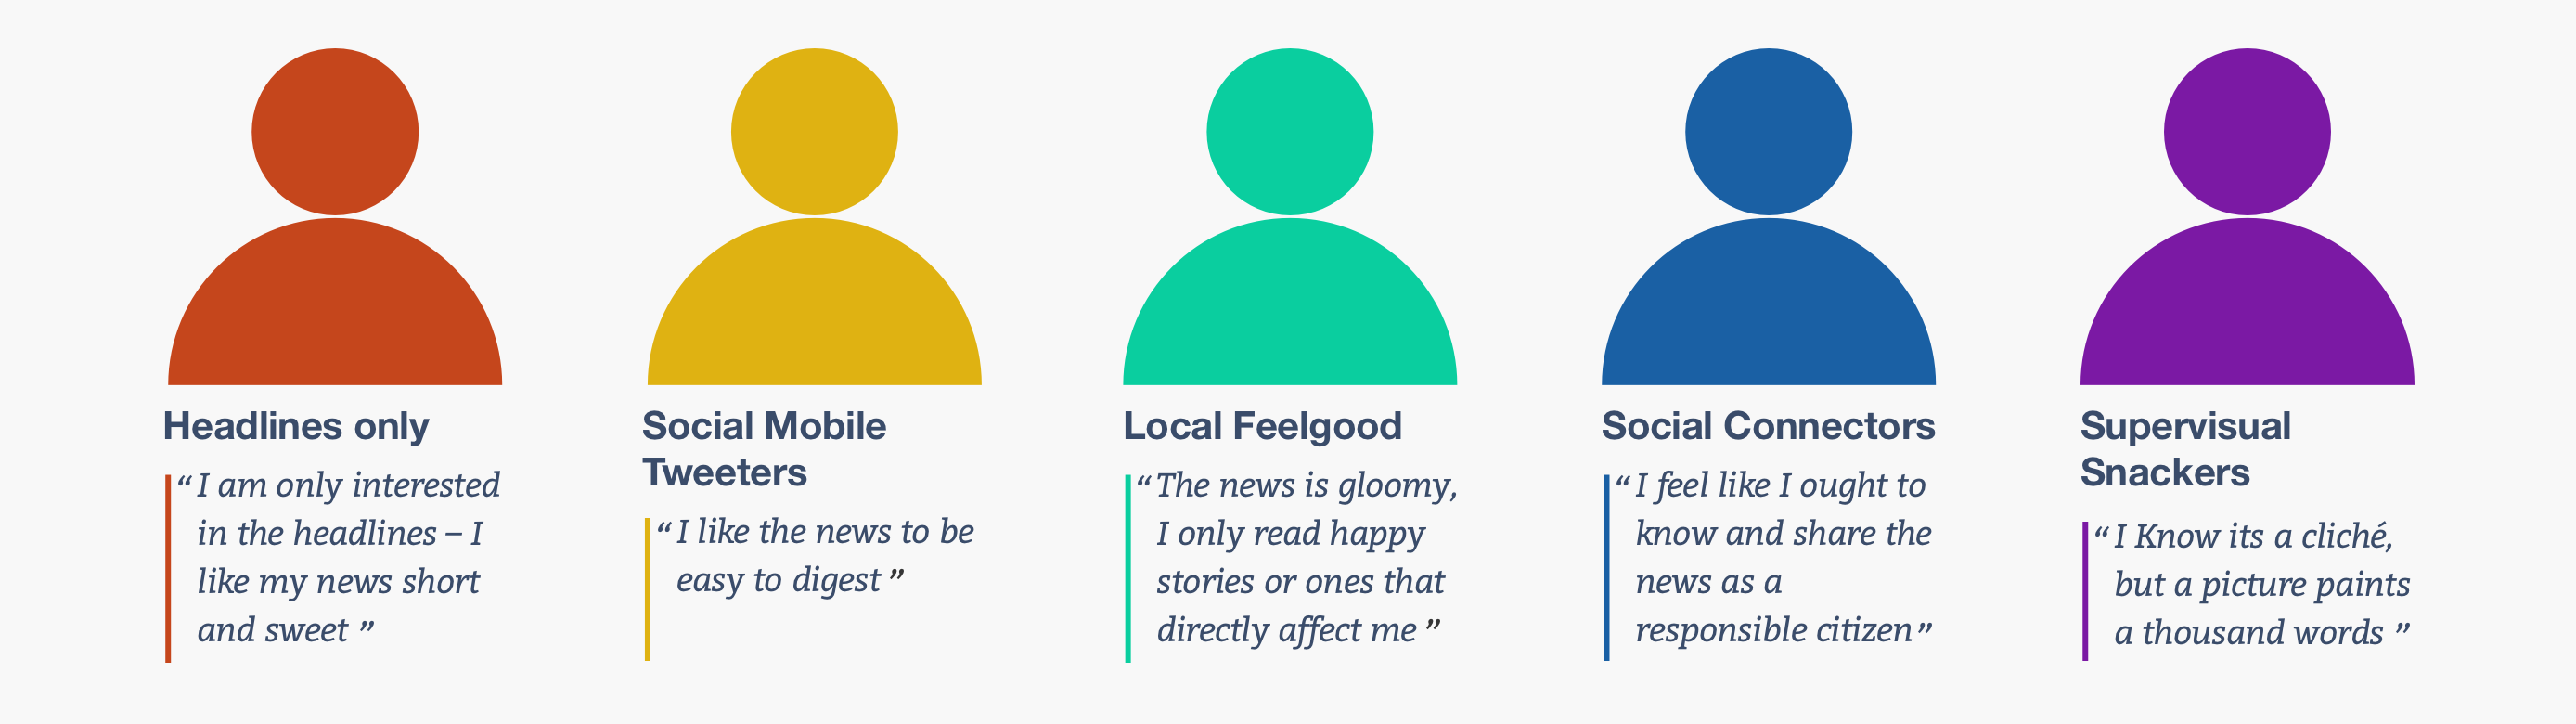 Headlines only
“ I am only interested
in the headlines – I
like my news short
and sweet ”
Social Mobile
Tweeters
“ I like the news to be
easy to digest ”
Local Feelgood
“ The news is gloomy,
I only read happy
stories or ones that
directly affect me ”
Social Connectors
“ I feel like I ought to
know and share the
news as a
responsible citizen”
Supervisual
Snackers
“ I Know its a cliché,
but a picture paints
a thousand words ”